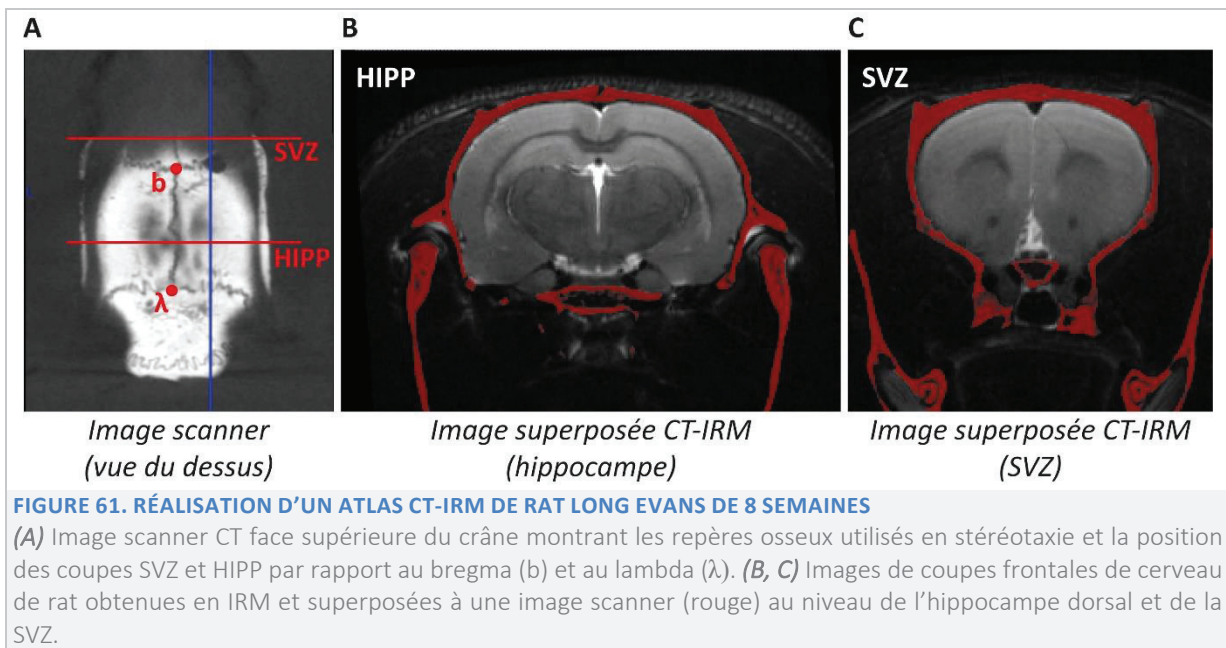 A
B
C
HIPP
SVZ
SVZ
b
HIPP
λ
Image scanner
(vue du dessus)
Image superposée CT-IRM
(hippocampe)
Image superposée CT-IRM
(SVZ)
FIGURE 61. RÉALISATION D'UN ATLAS CT-IRM DE RAT LONG EVANS DE 8 SEMAINES
(A) Image scanner CT face supérieure du crâne montrant les repères osseux utilisés en stéréotaxie et la position
des coupes SVZ et HIPP par rapport au bregma (b) et au lambda (λ). (B, C) Images de coupes frontales de cerveau
de rat obtenues en IRM et superposées à une image scanner (rouge) au niveau de l'hippocampe dorsal et de la
SVZ.